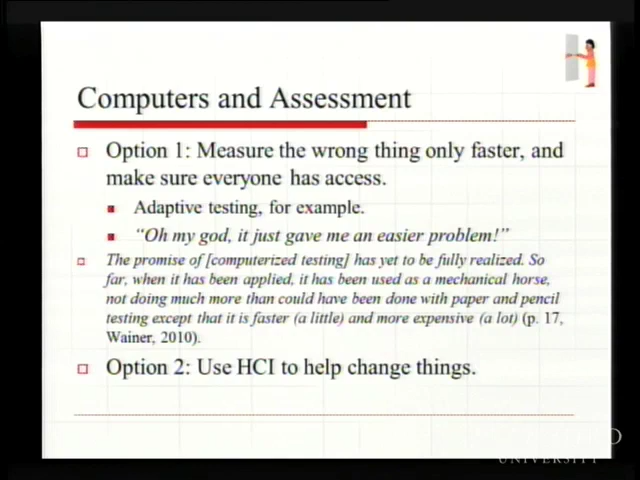 Computers and Assessment
Option 1: Measure the wrong thing only faster, and
make sure everyone has access.
Adaptive testing, for example.
"Oh my god, it just gave me an easier problem!"
The promise of [computerized testing] has yet to be fully realized. So
far, when it has been applied, it has been used as a mechanical horse,
not doing much more than could have been done with paper and pencil
testing except that it is faster (a little) and more expensive (a lot) (p. 17,
Wainer, 2010).
Option 2: Use HCI to help change things.
UNIVERSITY